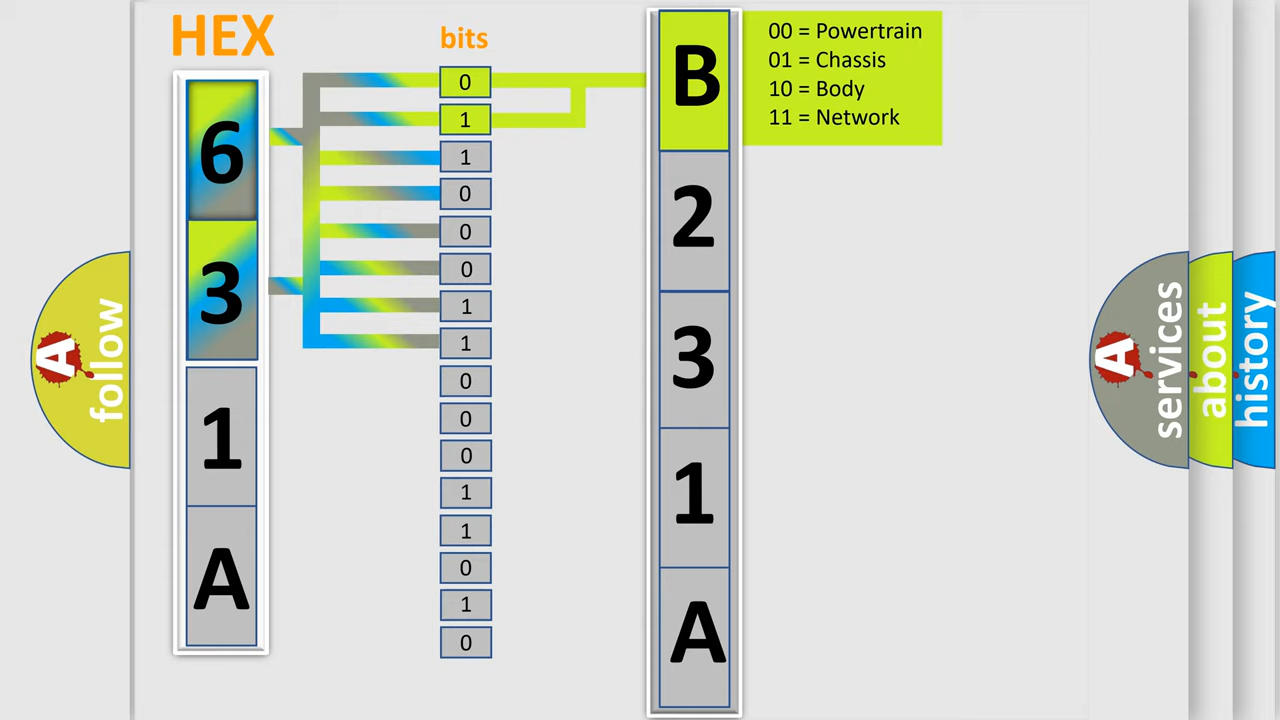 HEX
bits
6
3
1
A
0
1
1
0
0
0
1
1
0
0
0
1
1
0
1
0
B
2
3
1
A
00 = Powertrain
01 = Chassis
10 = Body
11 = Network
A
follow
A
services
about
history